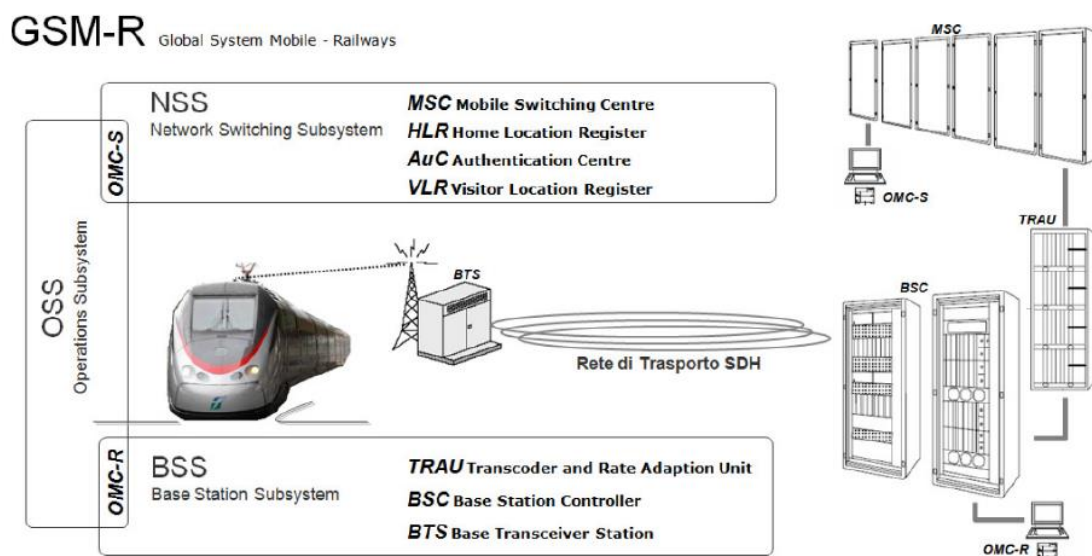 GSM-R Global System Mobile - Railways
NSS
Network Switching Subsystem
MSC Mobile Switching Centre
HLR Home Location Register
AuC Authentication Centre
VLR Visitor Location Register
OMC-S
OSS
Operations Subsystem
OMC-R
BSS
Base Station Subsystem
TRAU Transcoder and Rate Adaption Unit
BSC Base Station Controller
BTS Base Transceiver Station
BTS
Rete di Trasporto SDH
MSC
OMC-S
TRAU
BSC
OMC-R